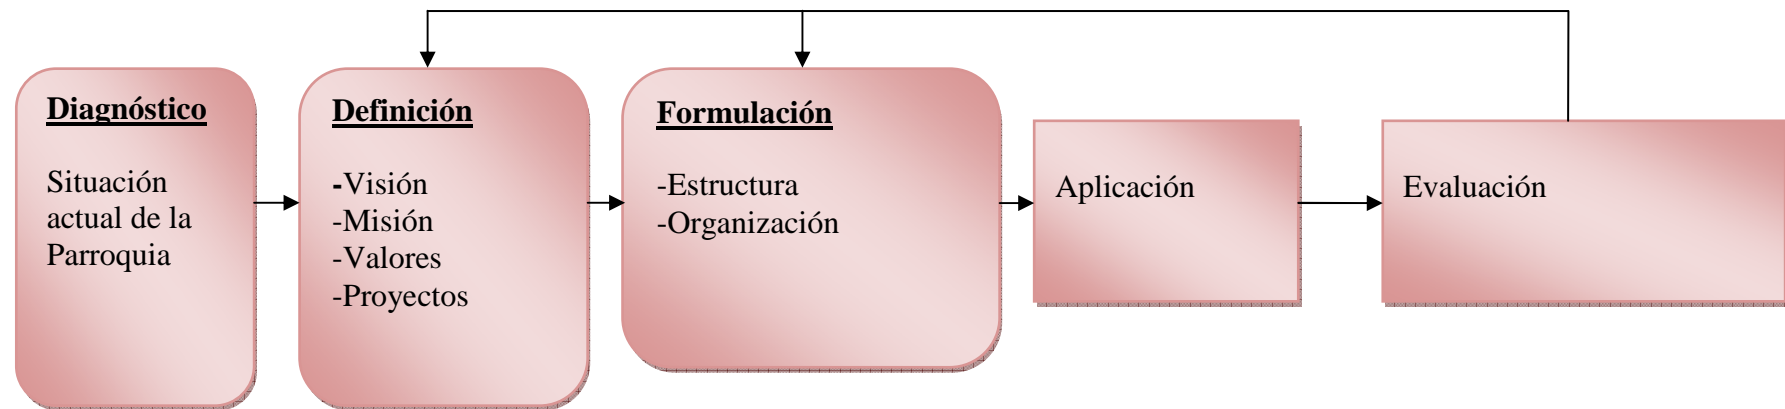 Diagnóstico
Situación
actual de la
Parroquia
Definición
-Visión
-Misión
-Valores
-Proyectos
Formulación
-Estructura
-Organización
Aplicación
Evaluación